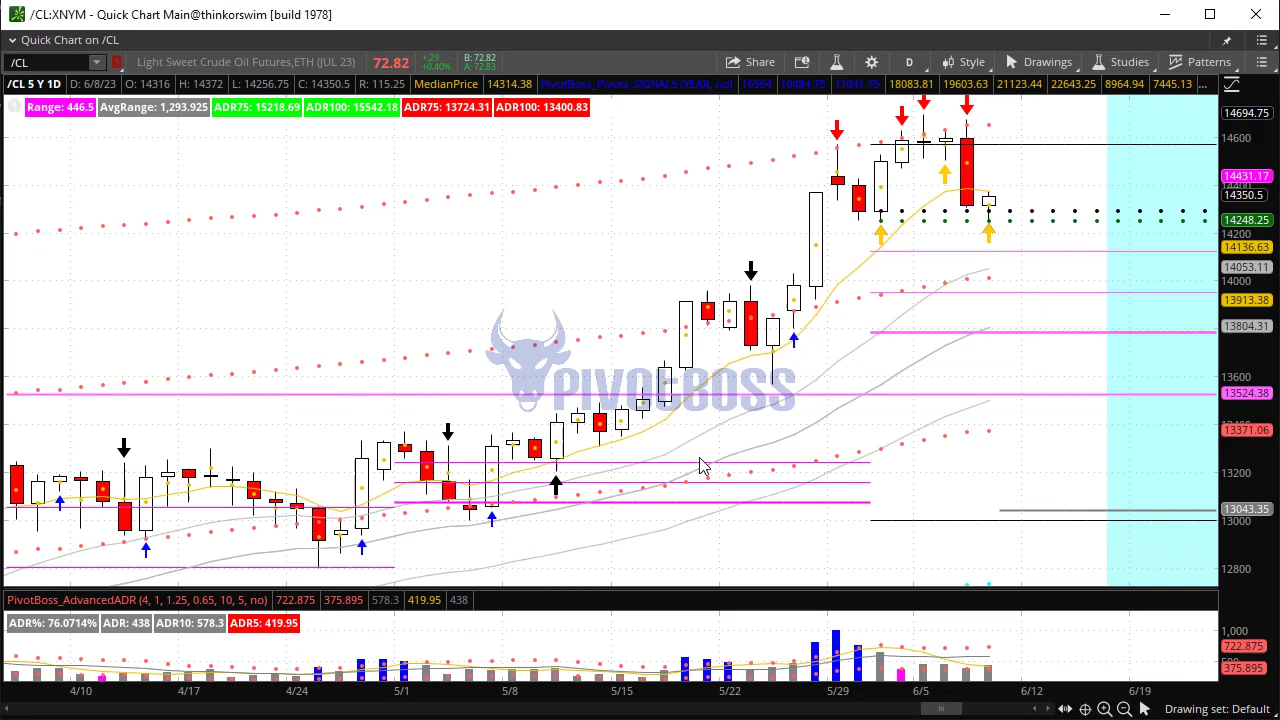 /CL:XNYM - Quick Chart Main@thinkorswim [build 1978]
Quick Chart on /CL
/CL Light Sweet Crude Oil Futures,ETH (JUL 23) 72.82 +.29 +0.40% B: 72.82 A: 72.83 Share D Style Drawings Studies Patterns
/CL 5 Y 1D D: 6/8/23 O: 14316 H: 14372 L: 14256.75 C: 14350.5 R: 115.25 MedianPrice 14314.38 PivotBoss_Pivots_SIGNALS (YEAR, no) 16564 10484.75 11041.75 18083.81 19603.63 21123.44 22643.25 8964.94 7445.13 ...
Range: 446.5 AvgRange: 1,293.925 ADR75: 15218.69 ADR100: 15542.18 ADR75: 13724.31 ADR100: 13400.83
14694.75
14600
14431.17
14400
14350.5
14248.25
14200
14136.63
14053.11
14000
13913.38
13804.31
13600
13524.38
13400
13371.06
13200
13043.35
13000
12800
PIVOTBOSS
PivotBoss_AdvancedADR (4, 1, 1.25, 0.65, 10, 5, no) 722.875 375.895 578.3 419.95 438
ADR%: 76.0714% ADR: 438 ADR10: 578.3 ADR5: 419.95
1,000
722.875
375.895
4/10 4/17 4/24 5/1 5/8 5/15 5/22 5/29 6/5 6/12 6/19
Drawing set: Default